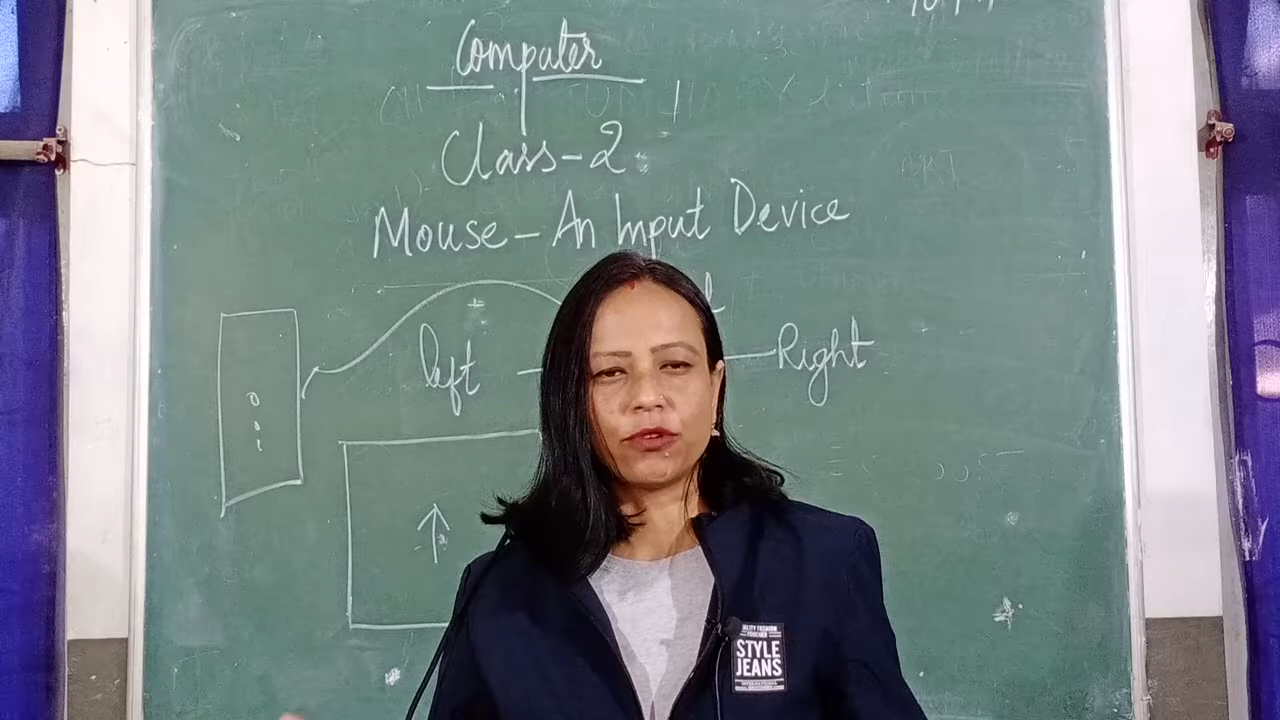 Computer
Class-2
Mouse - An Input Device
left
Right
STYLE
JEANS